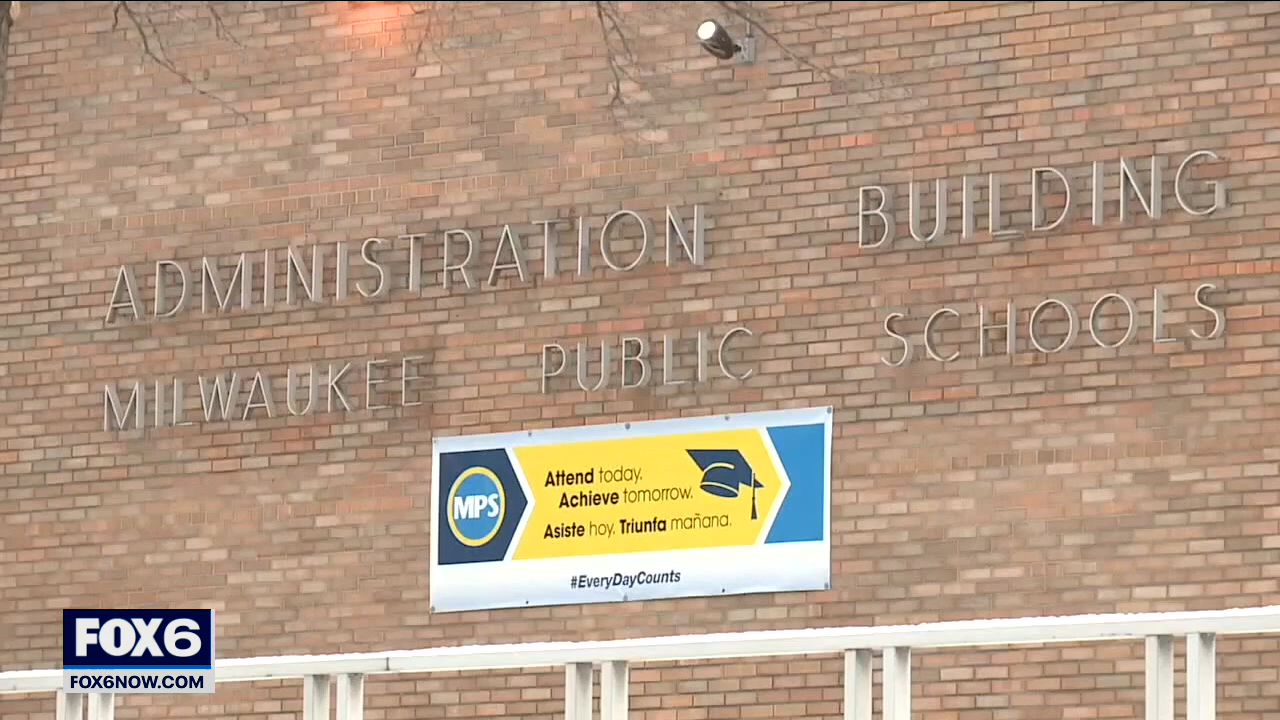 ADMINISTRATION BUILDING
MILWAUKEE PUBLIC SCHOOLS
MPS
Attend today.
Achieve tomorrow.
Asiste hoy. Triunfa mañana.
#EveryDayCounts
FOX6
FOX6NOW.COM